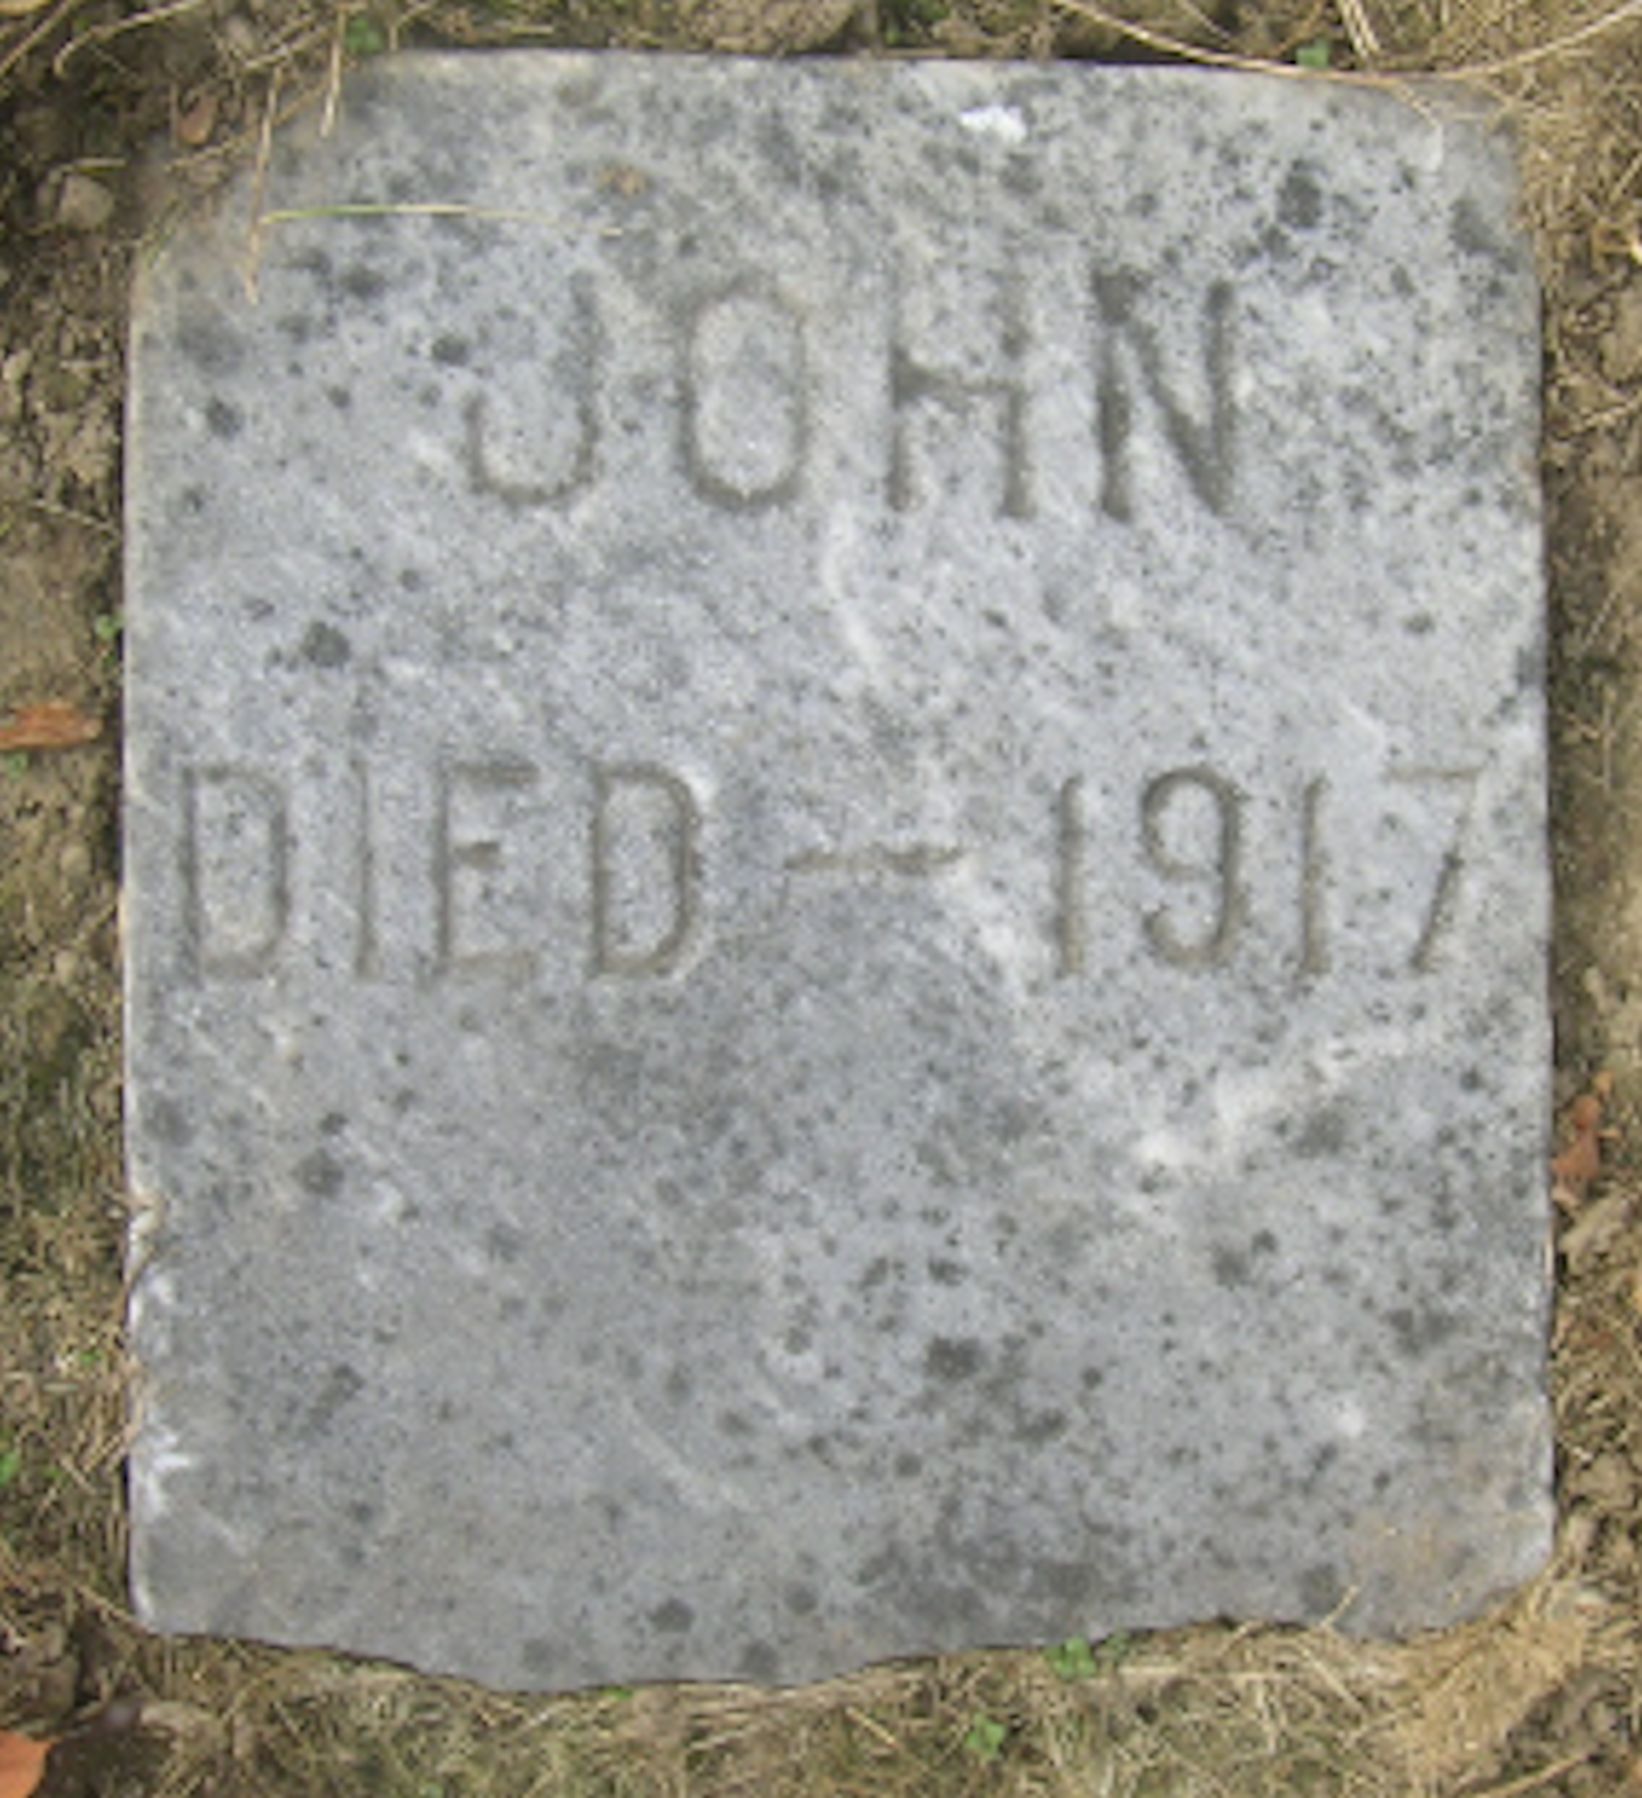 JOHN
DIED — 1917